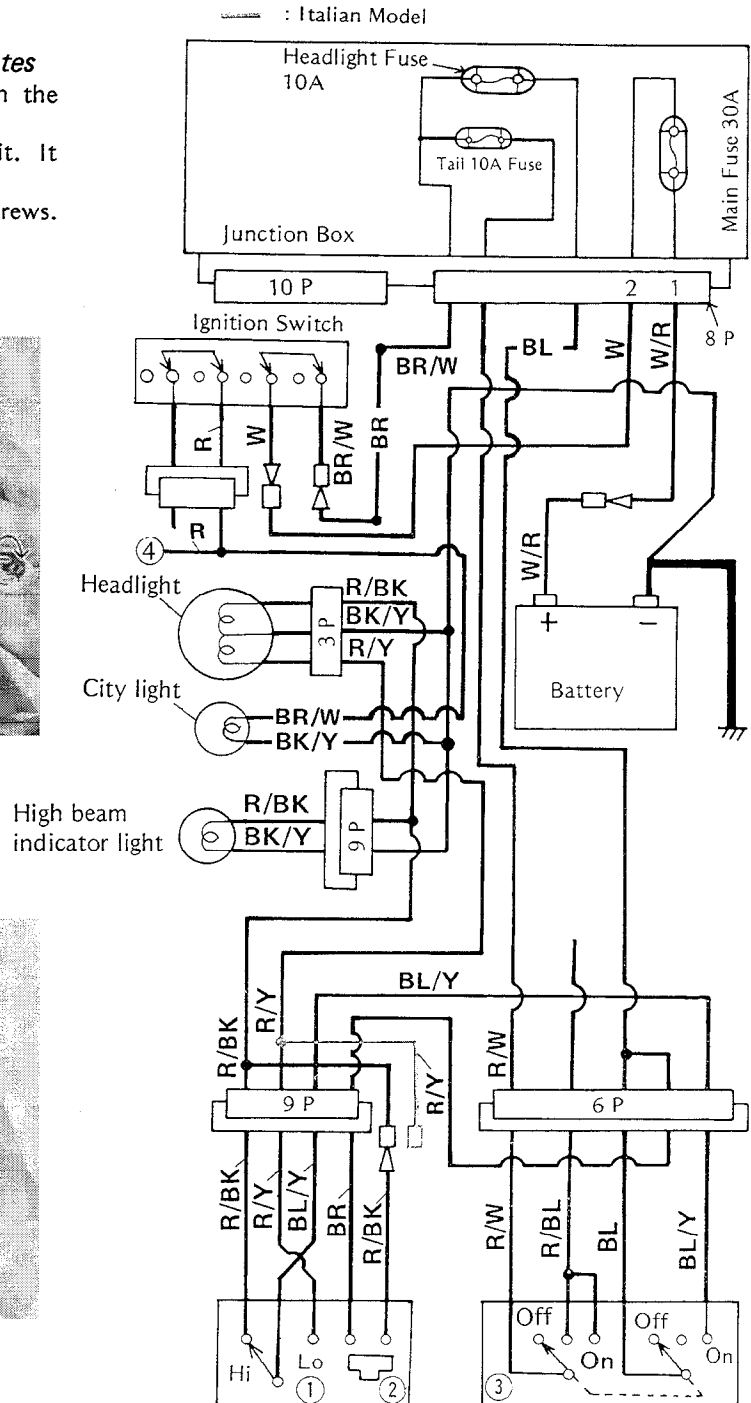 : Italian Model
tes
n the
it. It
rews.
Headlight Fuse
10A
Tail 10A Fuse
Main Fuse 30A
Junction Box
10 P
2 1
8 P
Ignition Switch
BR/W
BL
W
W/R
R
W
BR/W
BR
R
4
W/R
Headlight
R/BK
BK/Y
R/Y
3 P
+ −
Battery
City light
BR/W
BK/Y
High beam
indicator light
R/BK
BK/Y
9 P
BL/Y
R/BK
R/Y
R/W
R/Y
9 P
6 P
R/BK
R/Y
BL/Y
BR
R/BK
R/W
R/BL
BL
BL/Y
Hi
Lo
1
2
Off
On
Off
On
3